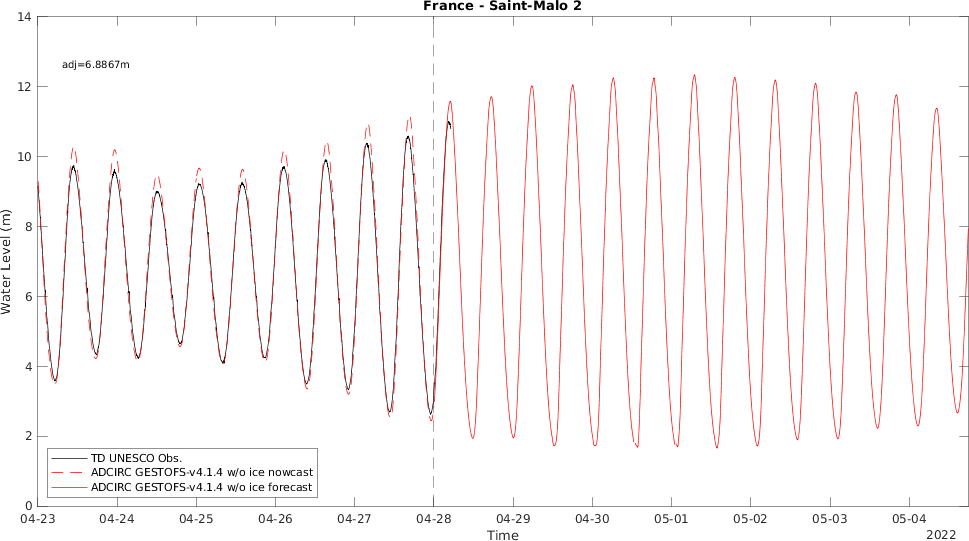 France - Saint-Malo 2
adj=6.8867m
14
12
10
8
6
4
2
0
Water Level (m)
TD UNESCO Obs.
ADCIRC GESTOFS-v4.1.4 w/o ice nowcast
ADCIRC GESTOFS-v4.1.4 w/o ice forecast
04-23 04-24 04-25 04-26 04-27 04-28 04-29 04-30 05-01 05-02 05-03 05-04
Time
2022